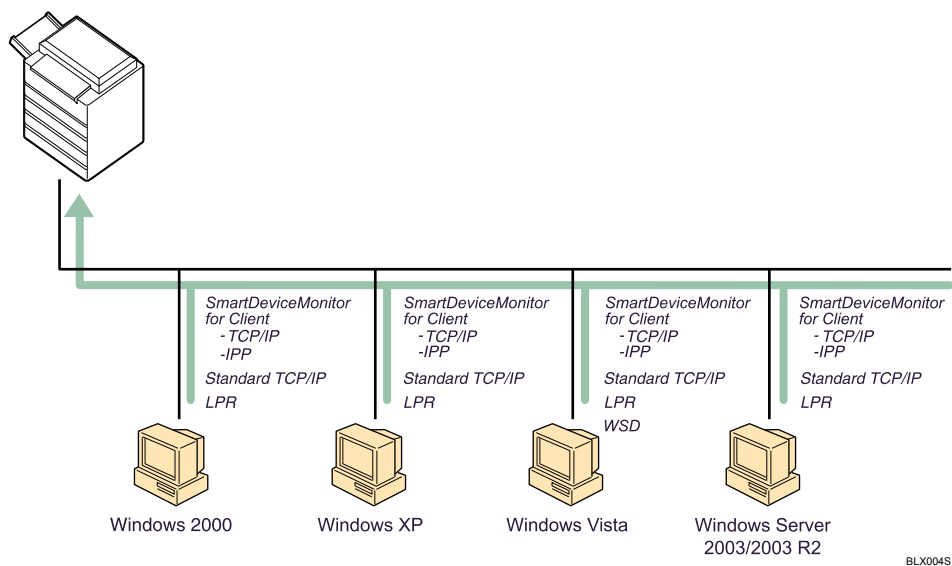 SmartDeviceMonitor
for Client
- TCP/IP
-IPP
Standard TCP/IP
LPR
Windows 2000
SmartDeviceMonitor
for Client
- TCP/IP
-IPP
Standard TCP/IP
LPR
Windows XP
SmartDeviceMonitor
for Client
- TCP/IP
-IPP
Standard TCP/IP
LPR
WSD
Windows Vista
SmartDeviceMonitor
for Client
- TCP/IP
-IPP
Standard TCP/IP
LPR
Windows Server
2003/2003 R2
BLX004S